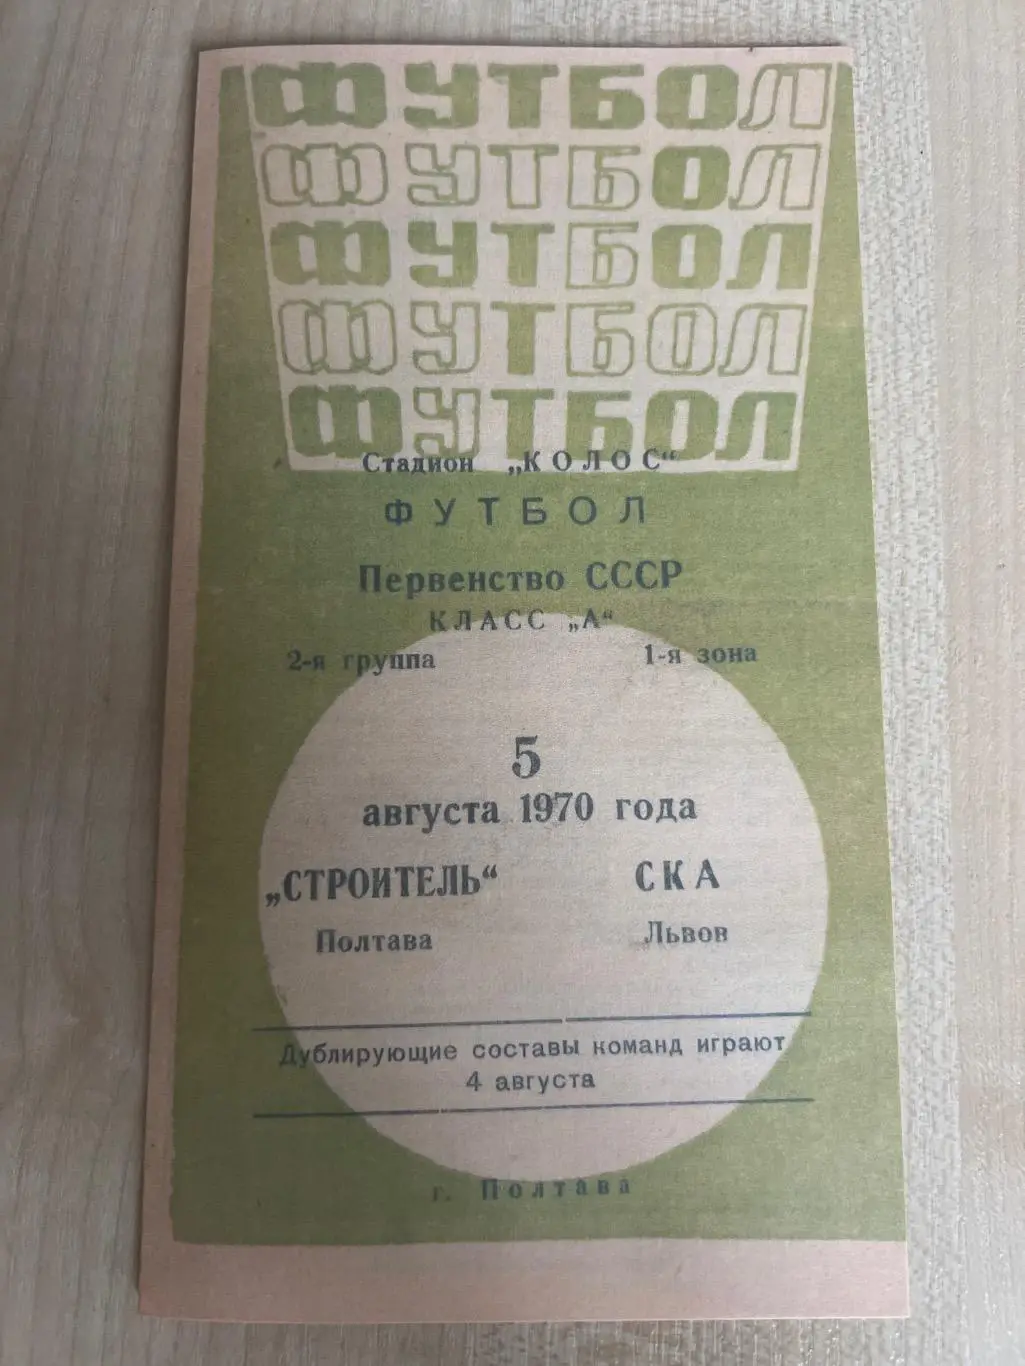 ФУТБОЛ
ФУТБОЛ
ФУТБОЛ
ФУТБОЛ
ФУТБОЛ
Стадион „КОЛОС“
ФУТБОЛ
Первенство СССР
КЛАСС „А“
2-я группа 1-я зона
5
августа 1970 года
„СТРОИТЕЛЬ“ СКА
Полтава Львов
Дублирующие составы команд играют
4 августа
г. Полтава